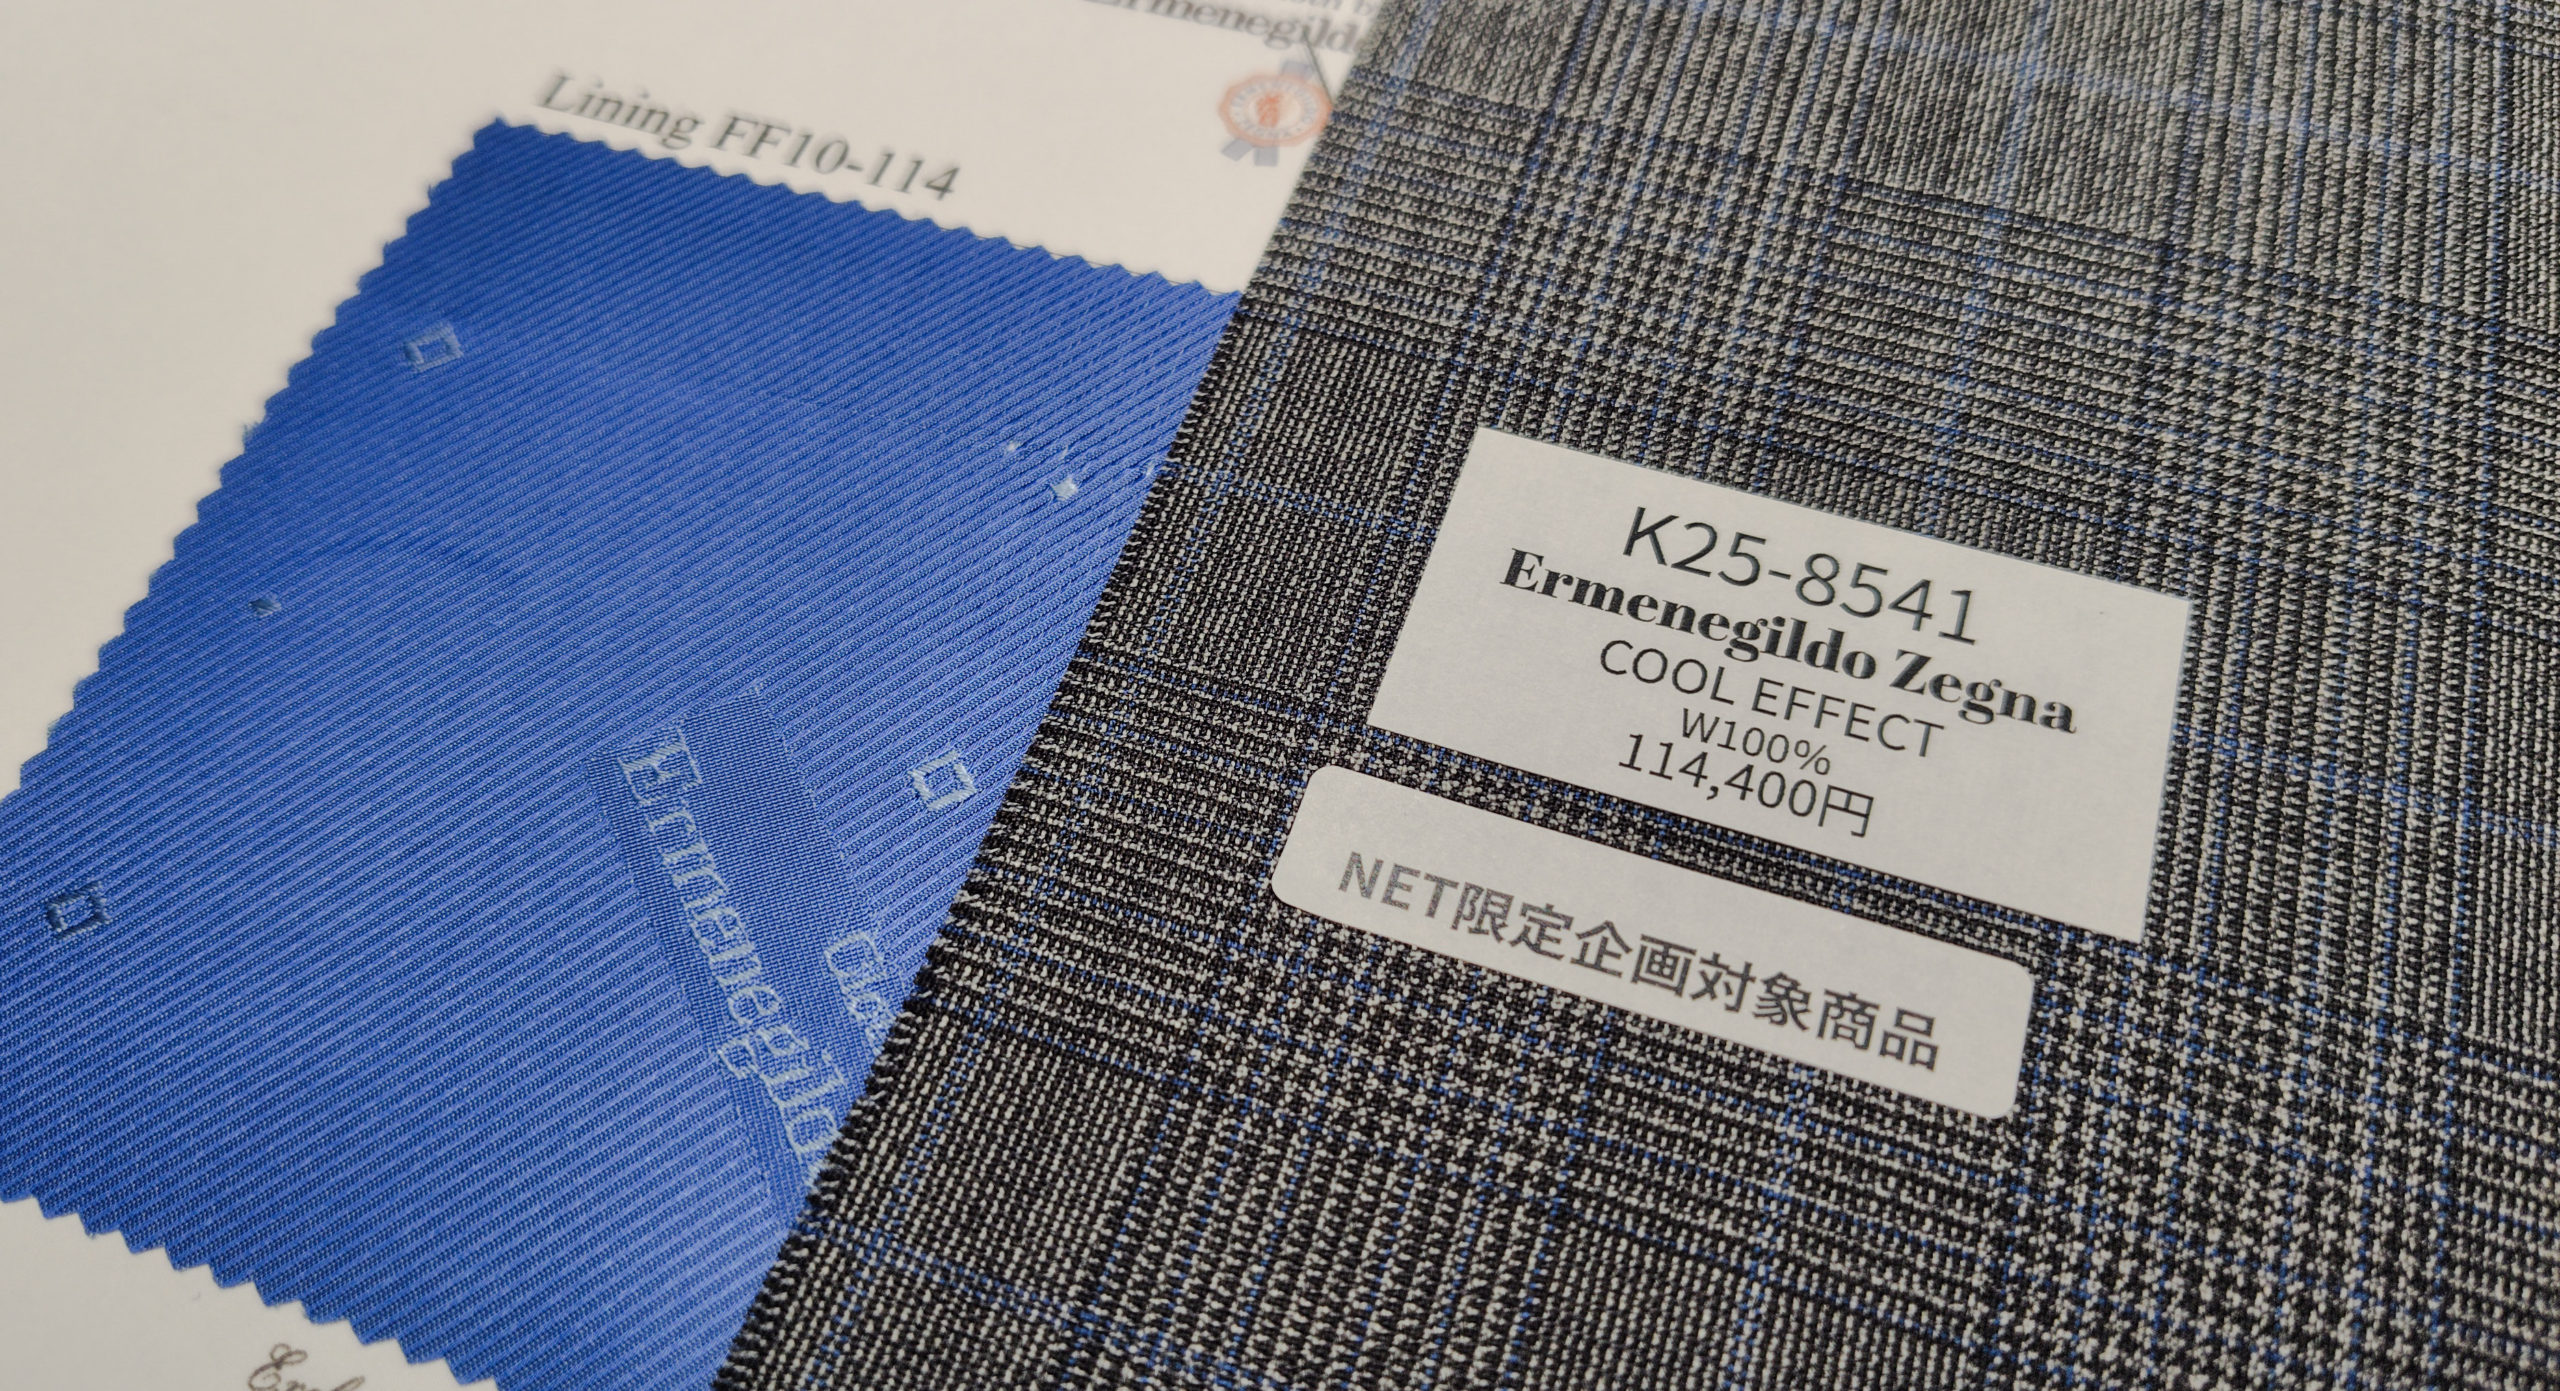 Ermenegildo
Lining FF10-114
Ermenegildo
K25-8541
Ermenegildo Zegna
COOL EFFECT
W100%
114,400円
NET限定企画対象商品